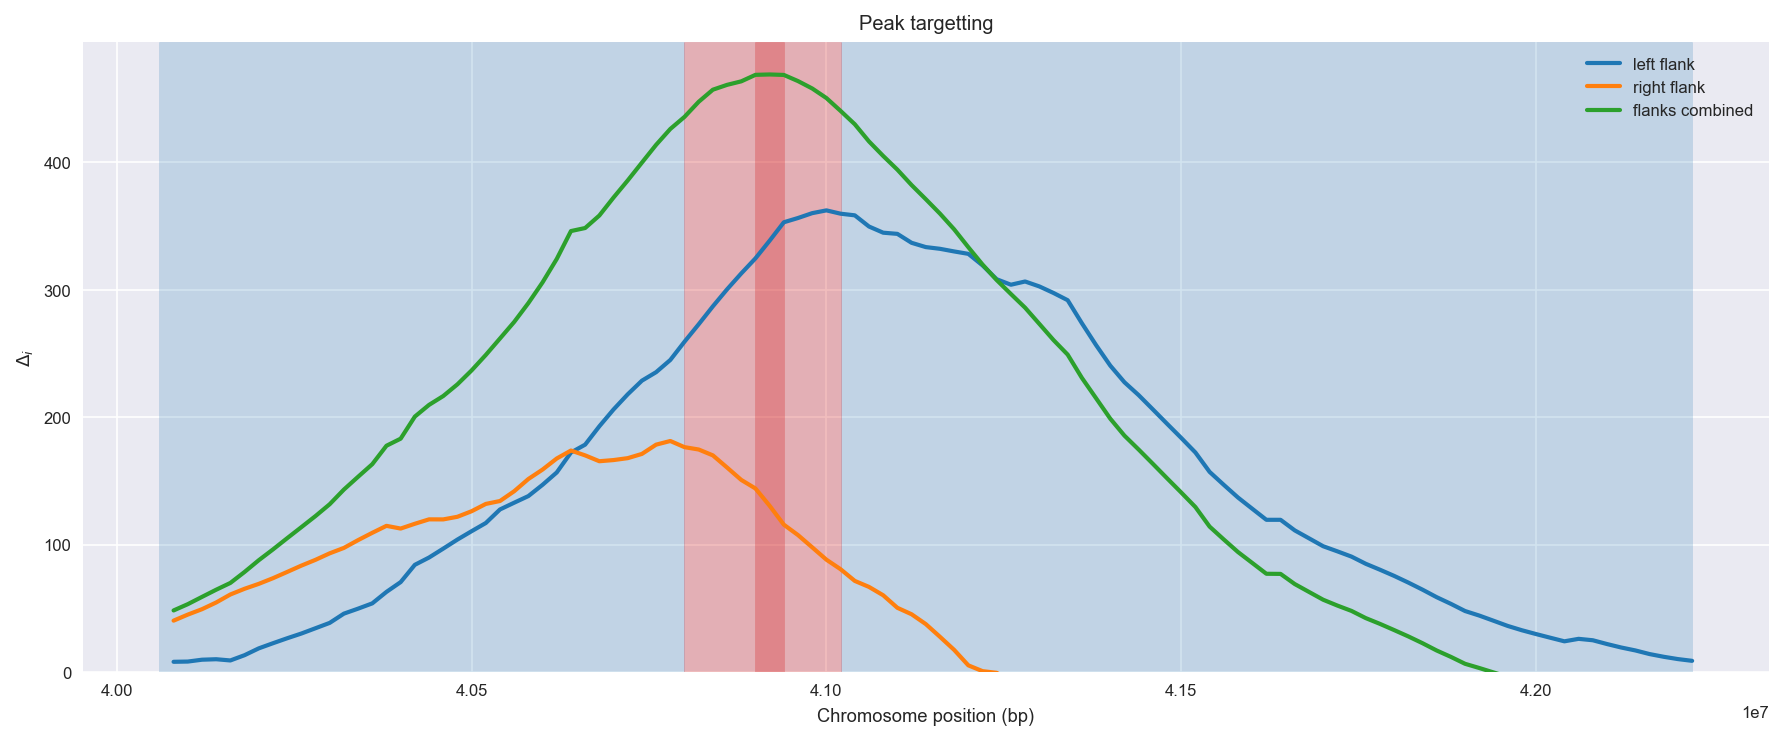 Peak targetting
left flank
right flank
flanks combined
400
300
200
100
0
Δi
4.00 4.05 4.10 4.15 4.20
1e7
Chromosome position (bp)